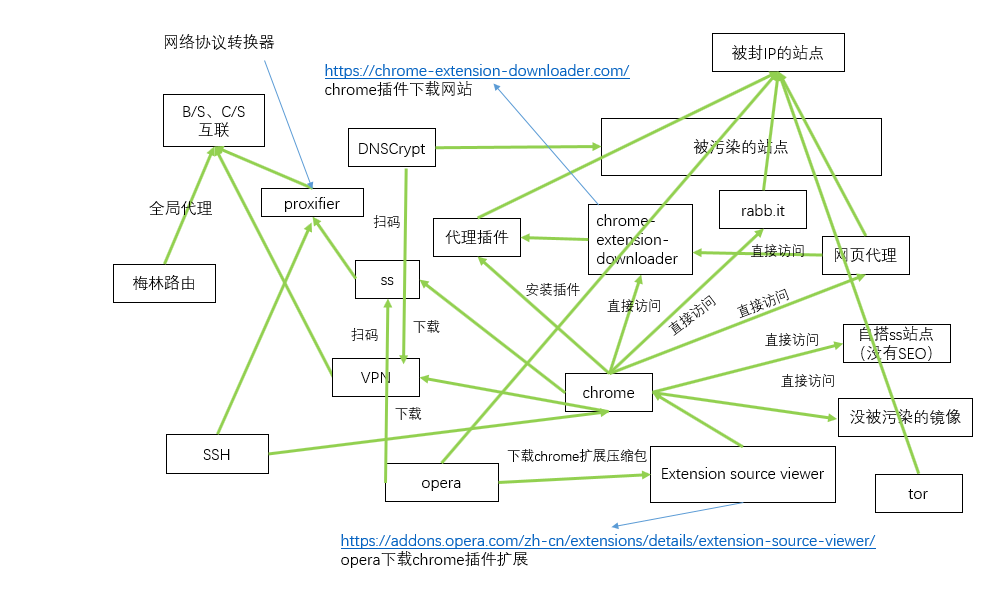 网络协议转换器
被封IP的站点
https://chrome-extension-downloader.com/
chrome插件下载网站
B/S、C/S
互联
DNSCrypt
被污染的站点
全局代理
proxifier
扫码
代理插件
chrome-
extension-
downloader
rabb.it
直接访问
网页代理
梅林路由
ss
安装插件
直接访问
直接访问
直接访问
扫码
下载
直接访问
自搭ss站点
（没有SEO）
VPN
chrome
直接访问
下载
没被污染的镜像
SSH
opera
下载chrome扩展压缩包
Extension source viewer
tor
https://addons.opera.com/zh-cn/extensions/details/extension-source-viewer/
opera下载chrome插件扩展